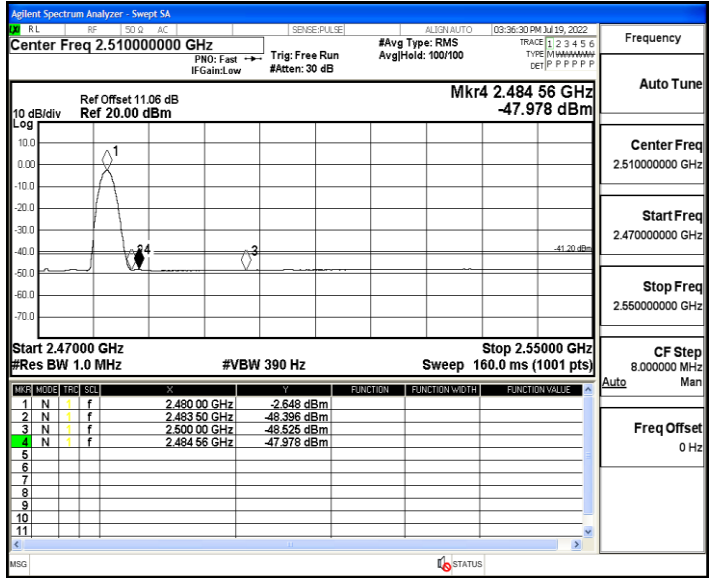 Agilent Spectrum Analyzer - Swept SA
RL RF 50 Ω AC SENSE:PULSE ALIGN AUTO 03:36:30 PM Jul 19, 2022
Center Freq 2.510000000 GHz
PNO: Fast
IFGain:Low
Trig: Free Run
#Atten: 30 dB
#Avg Type: RMS
Avg|Hold: 100/100
TRACE 1 2 3 4 5 6
TYPE M
DET P P P P P P
Ref Offset 11.06 dB
Ref 20.00 dBm
10 dB/div
Log
Mkr4 2.484 56 GHz
-47.978 dBm
10.0
0.00
-10.0
-20.0
-30.0
-40.0
-50.0
-60.0
-70.0
1
4
3
-41.20 dBm
Start 2.47000 GHz
Stop 2.55000 GHz
#Res BW 1.0 MHz
#VBW 390 Hz
Sweep 160.0 ms (1001 pts)
MKR MODE TRC SCL X Y FUNCTION FUNCTION WIDTH FUNCTION VALUE
1 N 1 f 2.480 00 GHz -2.648 dBm
2 N 1 f 2.483 50 GHz -48.396 dBm
3 N 1 f 2.500 00 GHz -48.525 dBm
4 N 1 f 2.484 56 GHz -47.978 dBm
5
6
7
8
9
10
11
MSG
STATUS
Frequency
Auto Tune
Center Freq
2.510000000 GHz
Start Freq
2.470000000 GHz
Stop Freq
2.550000000 GHz
CF Step
8.000000 MHz
Auto Man
Freq Offset
0 Hz